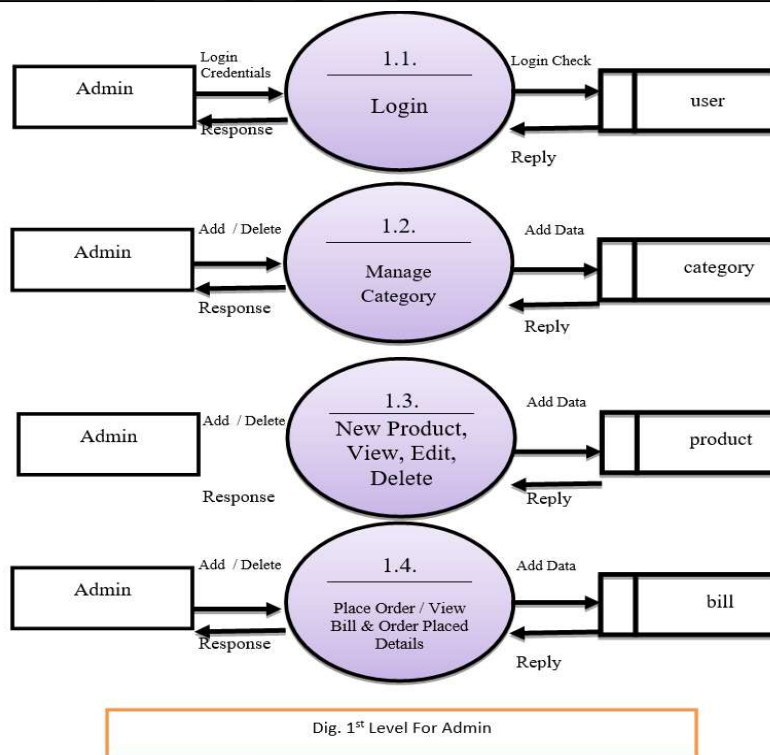 Login
Credentials
1.1.
Login Check
Admin
Login
user
Response
Reply
Add / Delete
1.2.
Add Data
Admin
Manage
Category
category
Response
Reply
Add / Delete
1.3.
Add Data
Admin
New Product,
View, Edit,
Delete
product
Response
Reply
Add / Delete
1.4.
Add Data
Admin
Place Order / View
Bill & Order Placed
Details
bill
Response
Reply
Dig. 1st Level For Admin